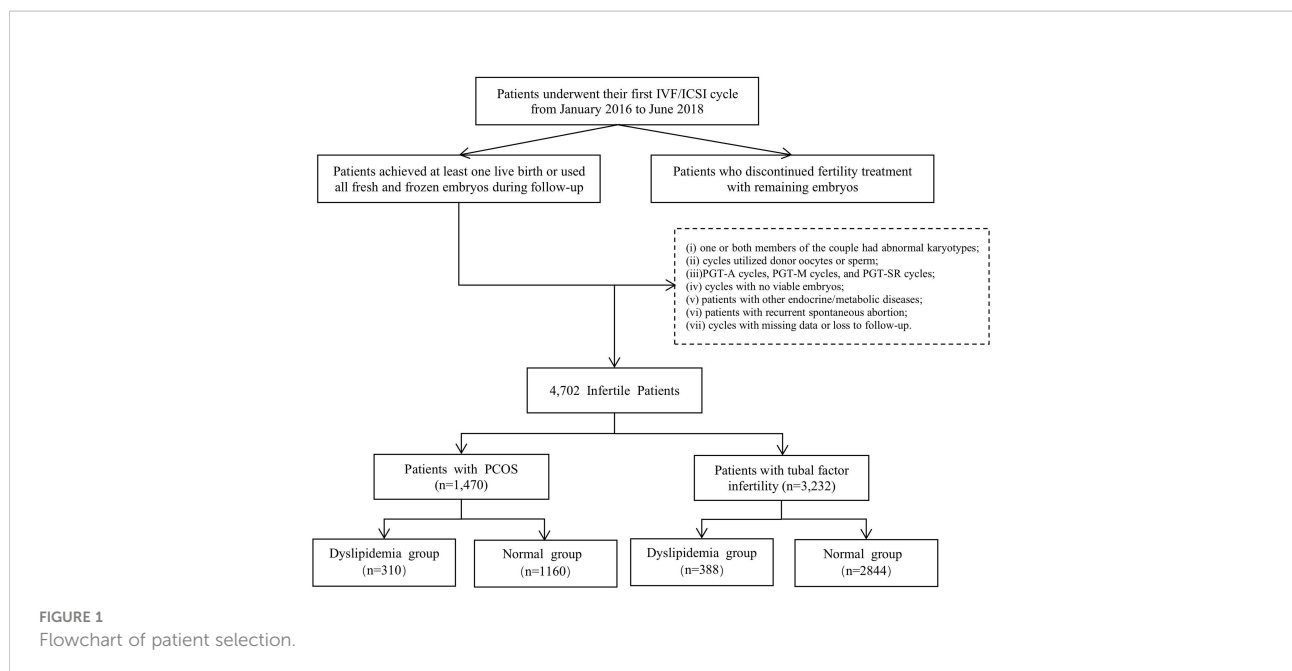 Patients underwent their first IVF/ICSI cycle
from January 2016 to June 2018
Patients achieved at least one live birth or used
all fresh and frozen embryos during follow-up
Patients who discontinued fertility treatment
with remaining embryos
(i) one or both members of the couple had abnormal karyotypes;
(ii) cycles utilized donor oocytes or sperm;
(iii)PGT-A cycles, PGT-M cycles, and PGT-SR cycles;
(iv) cycles with no viable embryos;
(v) patients with other endocrine/metabolic diseases;
(vi) patients with recurrent spontaneous abortion;
(vii) cycles with missing data or loss to follow-up.
4,702 Infertile Patients
Patients with PCOS
(n=1,470)
Patients with tubal factor
infertility (n=3,232)
Dyslipidemia group
(n=310)
Normal group
(n=1160)
Dyslipidemia group
(n=388)
Normal group
(n=2844)
FIGURE 1
Flowchart of patient selection.